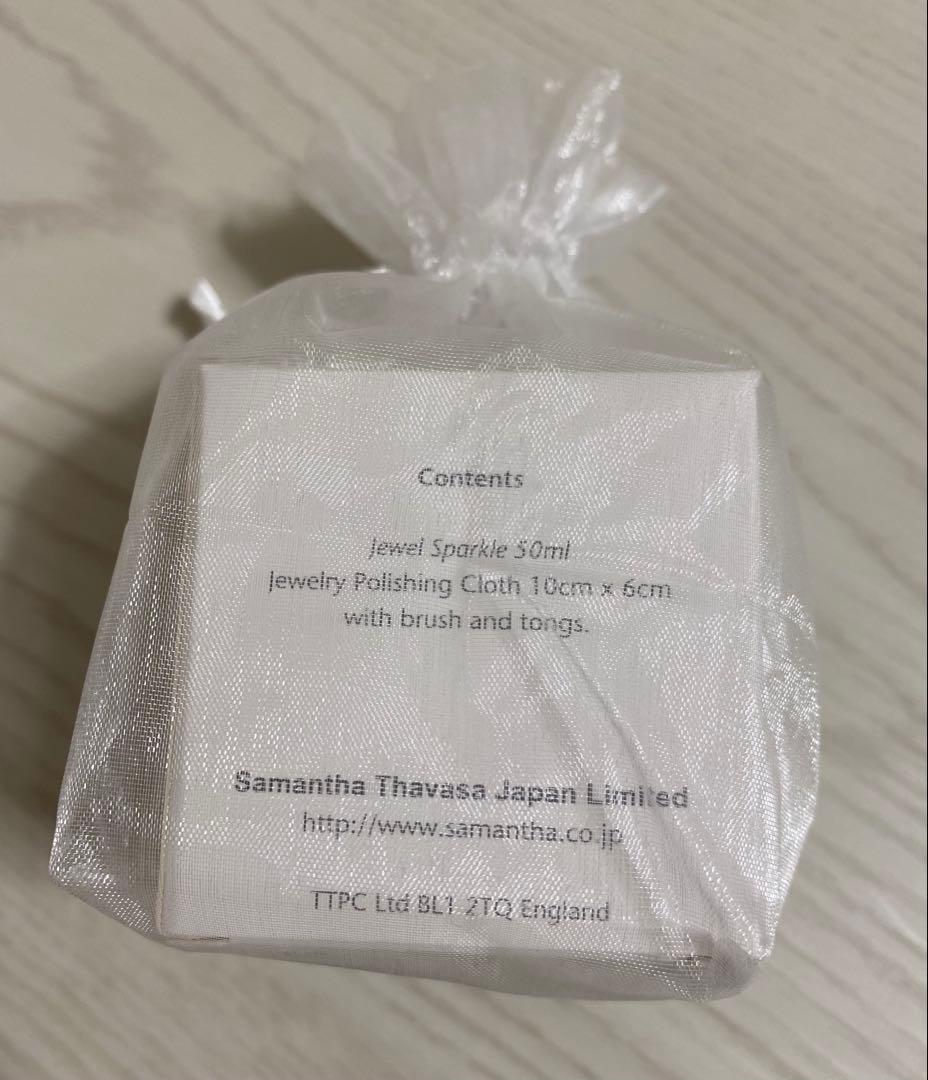 Contents
Jewel Sparkle 50ml
Jewelry Polishing Cloth 10cm x 6cm
with brush and tongs.
Samantha Thavasa Japan Limited
http://www.samantha.co.jp
TTPC Ltd BL1 2TQ England